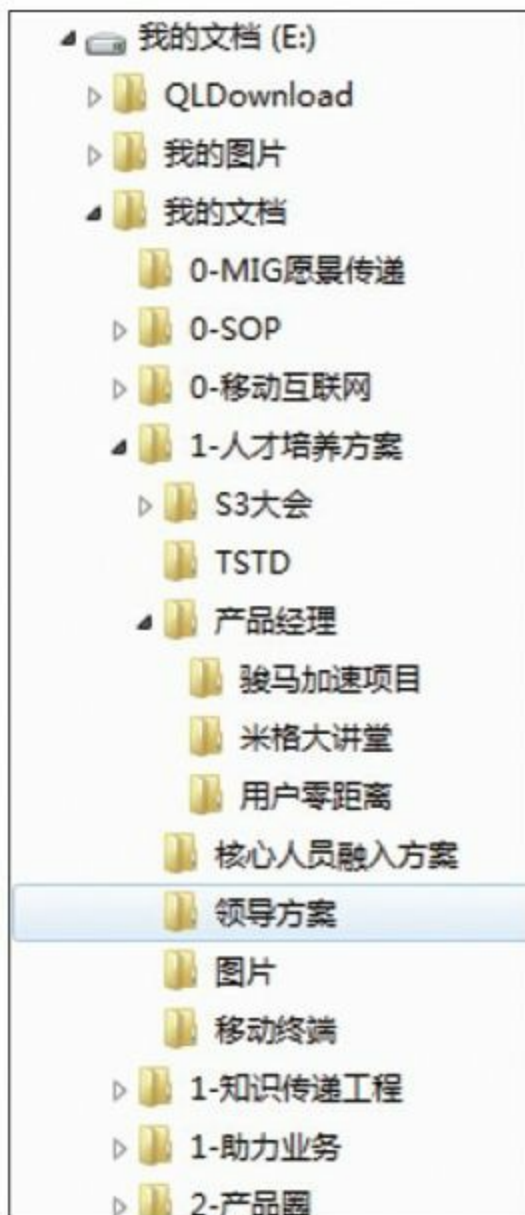 我的文档 (E:)
QLDownload
我的图片
我的文档
0-MIG愿景传递
0-SOP
0-移动互联网
1-人才培养方案
S3大会
TSTD
产品经理
骏马加速项目
米格大讲堂
用户零距离
核心人员融入方案
领导方案
图片
移动终端
1-知识传递工程
1-助力业务
2-产品圈